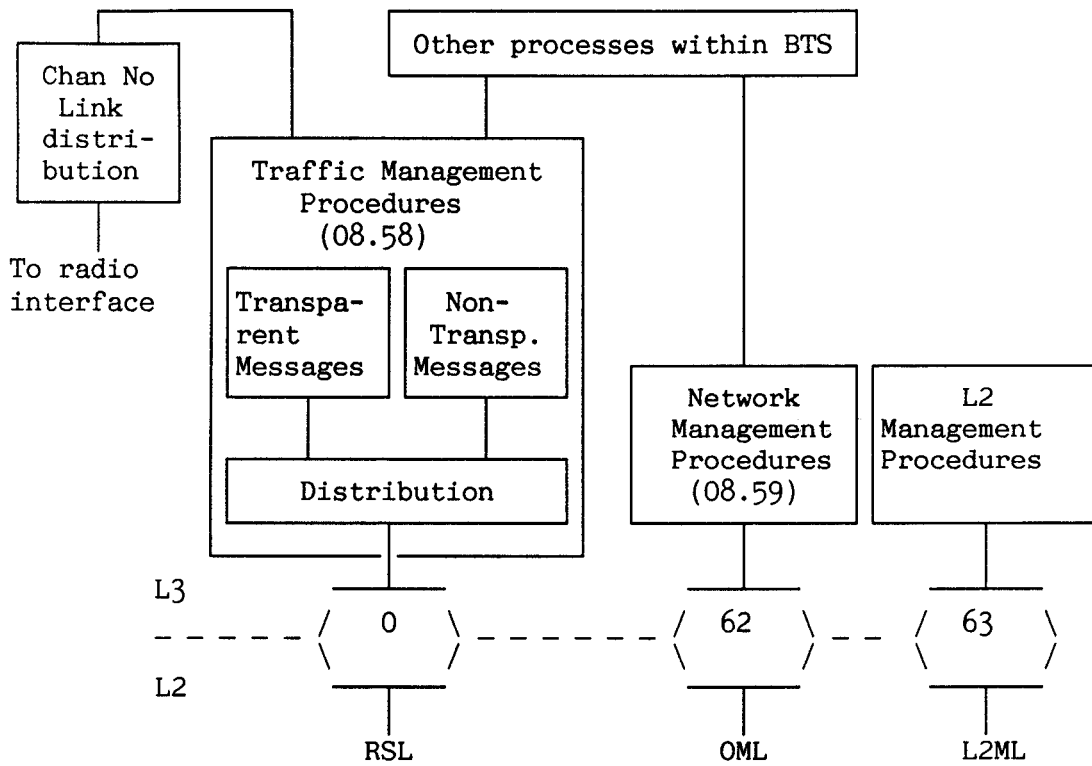 Other processes within BTS
Chan No
Link
distri-
bution
To radio
interface
Traffic Management
Procedures
(08.58)
Transpa-
rent
Messages
Non-
Transp.
Messages
Distribution
Network
Management
Procedures
(08.59)
L2
Management
Procedures
L3
0
62
63
L2
RSL
OML
L2ML